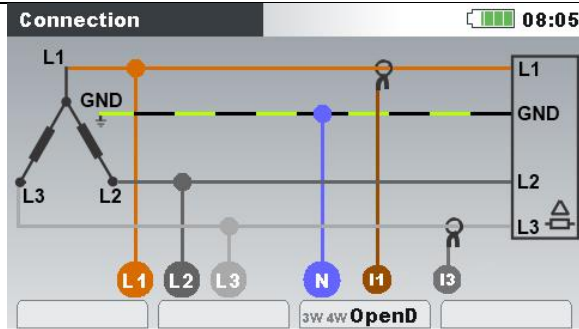 Connection 08:05
L1 L1
GND GND
L3 L2 L2
L3
L1 L2 L3 N I1 I3
3W 4W OpenD